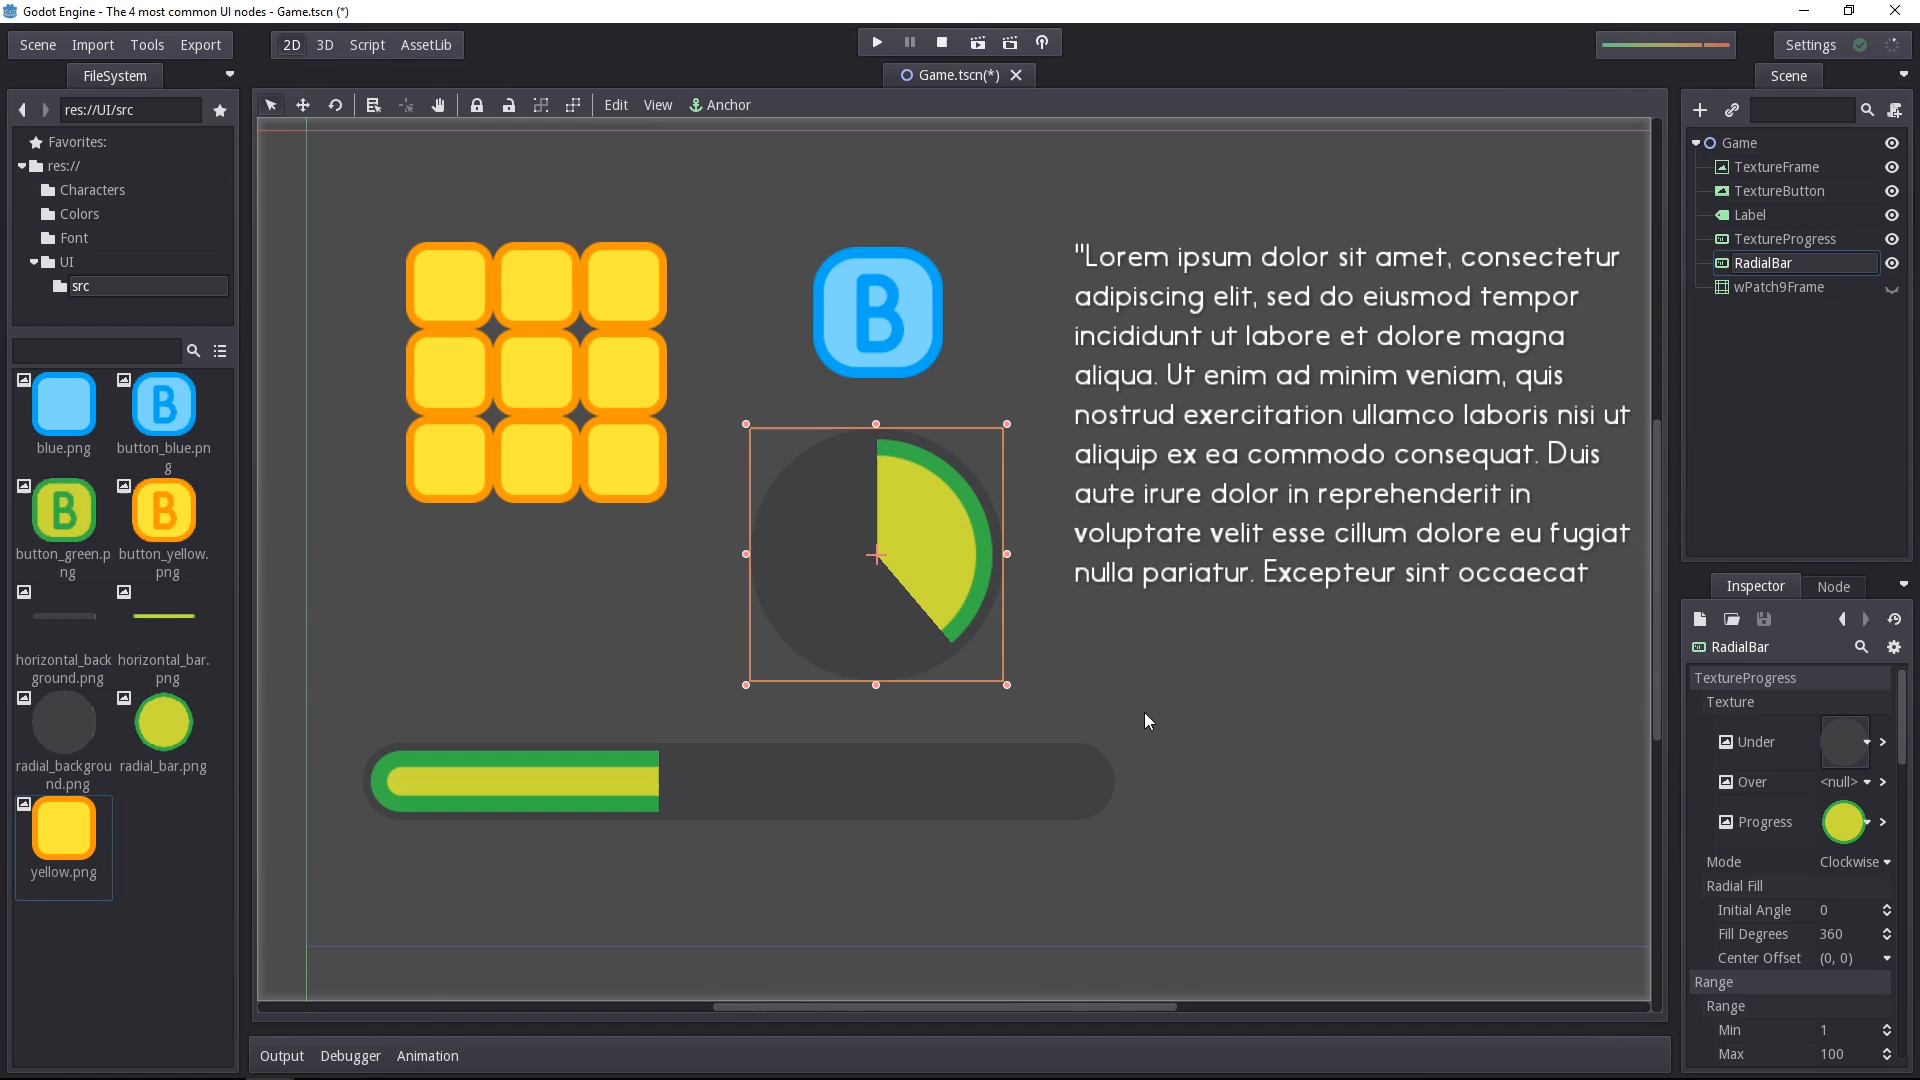 Godot Engine - The 4 most common UI nodes - Game.tscn (*)
Scene Import Tools Export
2D 3D Script AssetLib
Settings
FileSystem
Game.tscn(*)
Scene
res://UI/src
Edit View Anchor
Favorites:
res://
Characters
Colors
Font
UI
src
blue.png
button_blue.pn
g
button_green.p
ng
button_yellow.
png
horizontal_back
ground.png
horizontal_bar.
png
radial_backgrou
nd.png
radial_bar.png
yellow.png
B
B
B
B
"Lorem ipsum dolor sit amet, consectetur
adipiscing elit, sed do eiusmod tempor
incididunt ut labore et dolore magna
aliqua. Ut enim ad minim veniam, quis
nostrud exercitation ullamco laboris nisi ut
aliquip ex ea commodo consequat. Duis
aute irure dolor in reprehenderit in
voluptate velit esse cillum dolore eu fugiat
nulla pariatur. Excepteur sint occaecat
Game
TextureFrame
TextureButton
Label
TextureProgress
RadialBar
wPatch9Frame
Inspector Node
RadialBar
TextureProgress
Texture
Under
Over <null>
Progress
Mode Clockwise
Radial Fill
Initial Angle 0
Fill Degrees 360
Center Offset (0, 0)
Range
Range
Min 1
Max 100
Output Debugger Animation